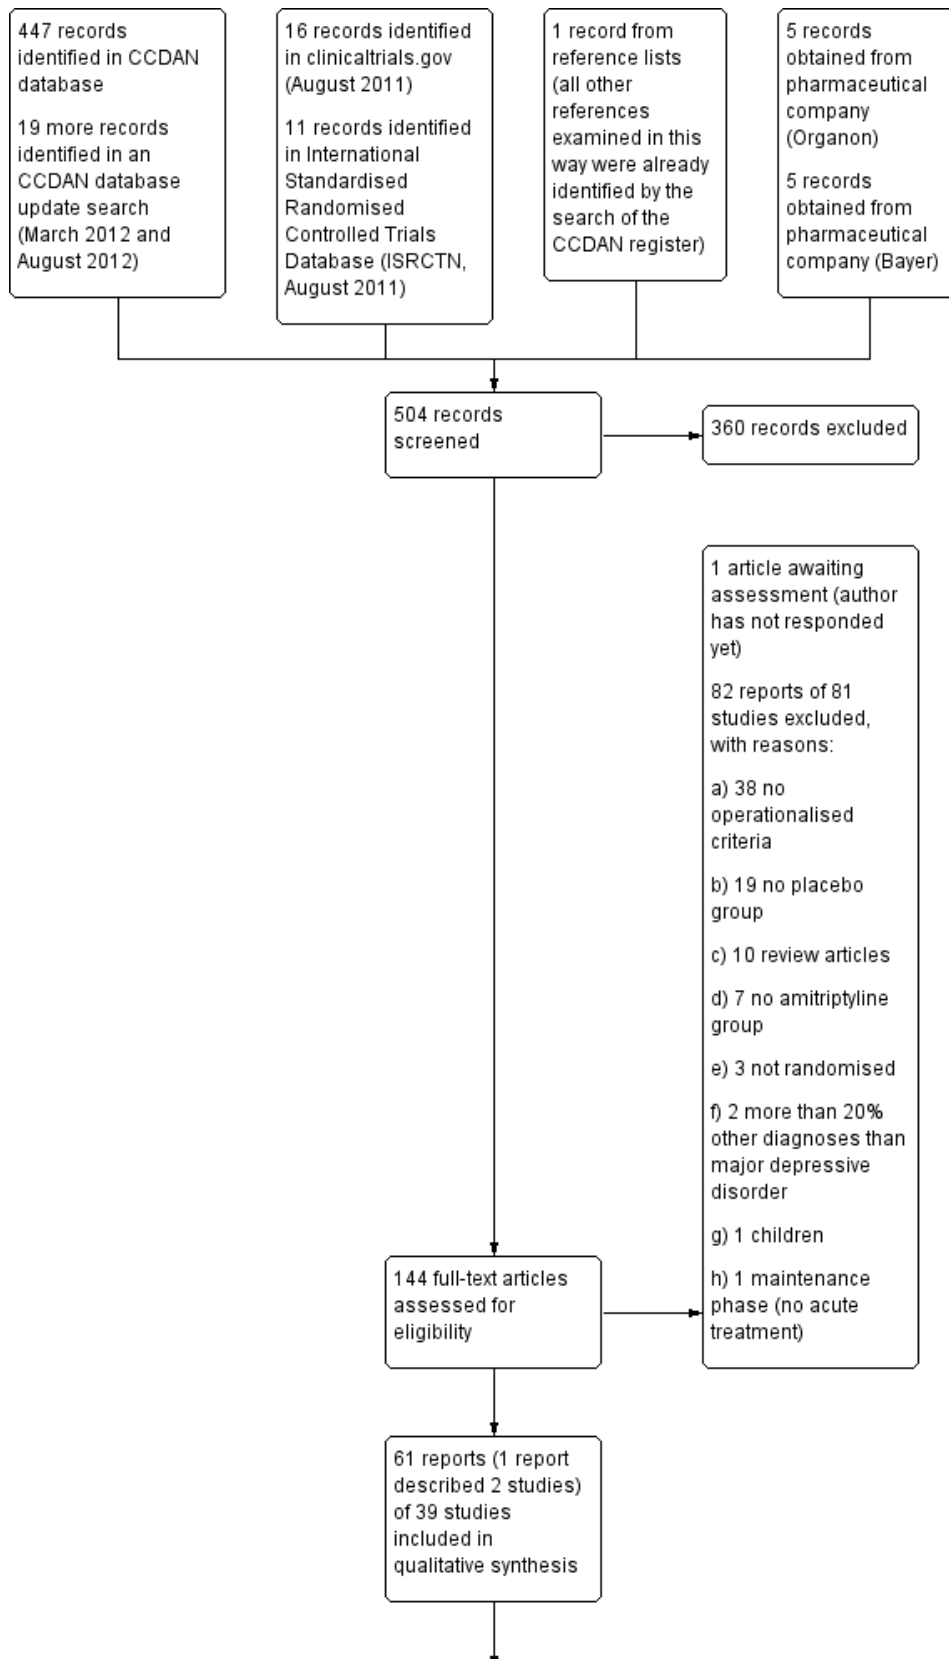 447 records
identified in CCDAN
database
19 more records
identified in an
CCDAN database
update search
(March 2012 and
August 2012)
16 records identified
in clinicaltrials.gov
(August 2011)
11 records identified
in International
Standardised
Randomised
Controlled Trials
Database (ISRCTN,
August 2011)
1 record from
reference lists
(all other
references
examined in this
way were already
identified by the
search of the
CCDAN register)
5 records
obtained from
pharmaceutical
company
(Organon)
5 records
obtained from
pharmaceutical
company (Bayer)
504 records
screened
360 records excluded
1 article awaiting
assessment (author
has not responded
yet)
82 reports of 81
studies excluded,
with reasons:
a) 38 no
operationalised
criteria
b) 19 no placebo
group
c) 10 review articles
d) 7 no amitriptyline
group
e) 3 not randomised
f) 2 more than 20%
other diagnoses than
major depressive
disorder
g) 1 children
h) 1 maintenance
phase (no acute
treatment)
144 full-text articles
assessed for
eligibility
61 reports (1 report
described 2 studies)
of 39 studies
included in
qualitative synthesis